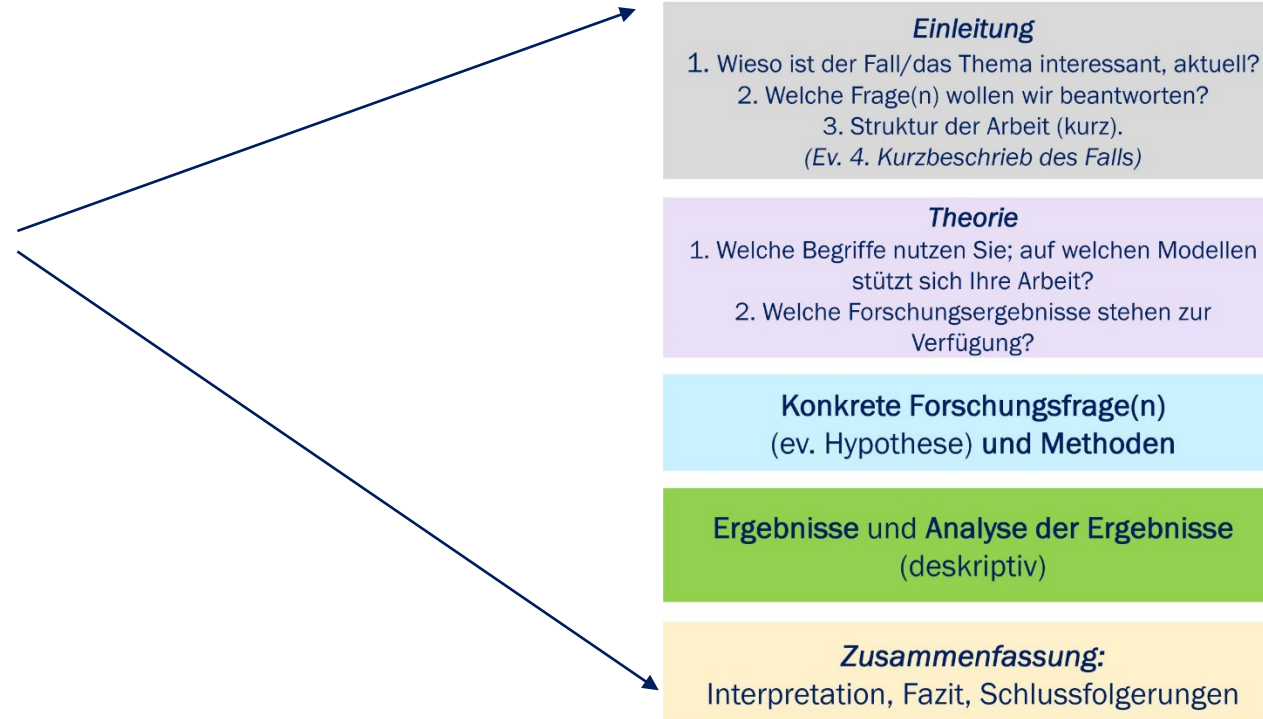 Einleitung
1. Wieso ist der Fall/das Thema interessant, aktuell?
2. Welche Frage(n) wollen wir beantworten?
3. Struktur der Arbeit (kurz).
(Ev. 4. Kurzbeschrieb des Falls)
Theorie
1. Welche Begriffe nutzen Sie; auf welchen Modellen
stützt sich Ihre Arbeit?
2. Welche Forschungsergebnisse stehen zur
Verfügung?
Konkrete Forschungsfrage(n)
(ev. Hypothese) und Methoden
Ergebnisse und Analyse der Ergebnisse
(deskriptiv)
Zusammenfassung:
Interpretation, Fazit, Schlussfolgerungen